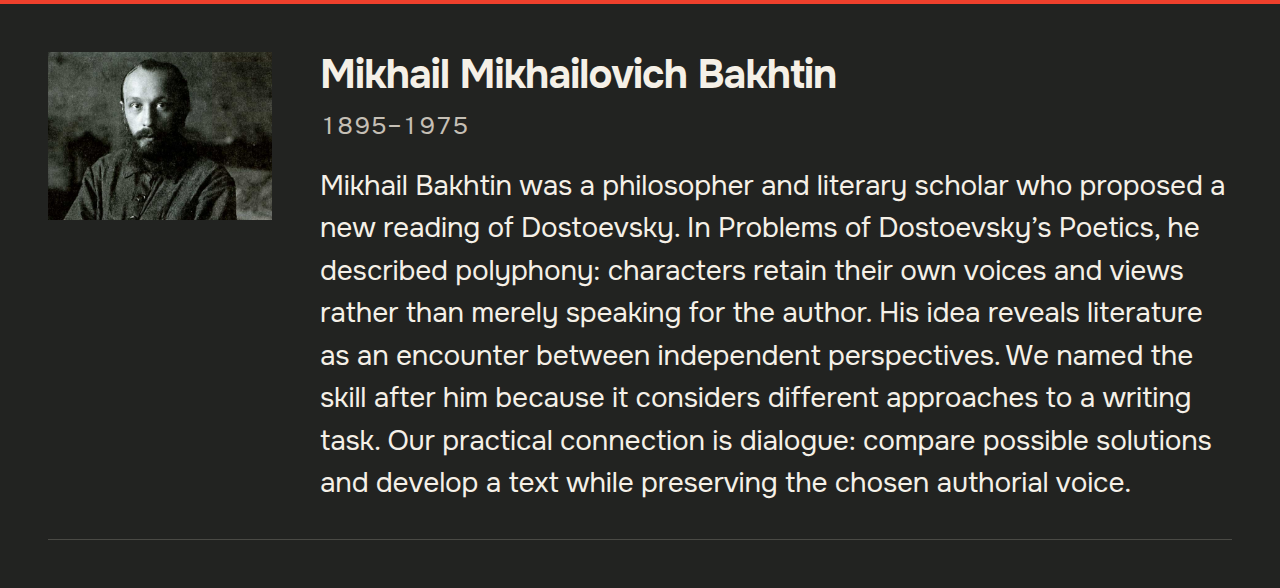 Mikhail Mikhailovich Bakhtin
1895–1975
Mikhail Bakhtin was a philosopher and literary scholar who proposed a
new reading of Dostoevsky. In Problems of Dostoevsky’s Poetics, he
described polyphony: characters retain their own voices and views
rather than merely speaking for the author. His idea reveals literature
as an encounter between independent perspectives. We named the
skill after him because it considers different approaches to a writing
task. Our practical connection is dialogue: compare possible solutions
and develop a text while preserving the chosen authorial voice.